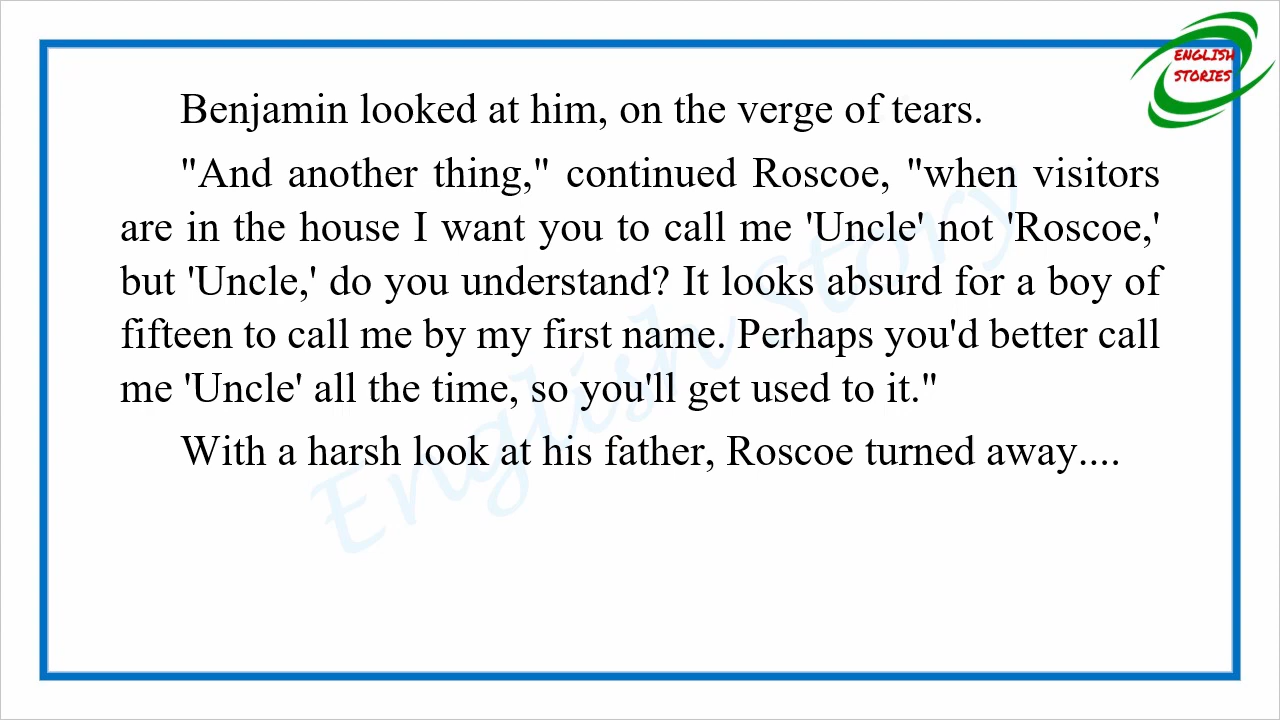 ENGLISH
STORIES
Benjamin looked at him, on the verge of tears.
"And another thing," continued Roscoe, "when visitors
are in the house I want you to call me 'Uncle' not 'Roscoe,'
but 'Uncle,' do you understand? It looks absurd for a boy of
fifteen to call me by my first name. Perhaps you'd better call
me 'Uncle' all the time, so you'll get used to it."
With a harsh look at his father, Roscoe turned away....
English Story